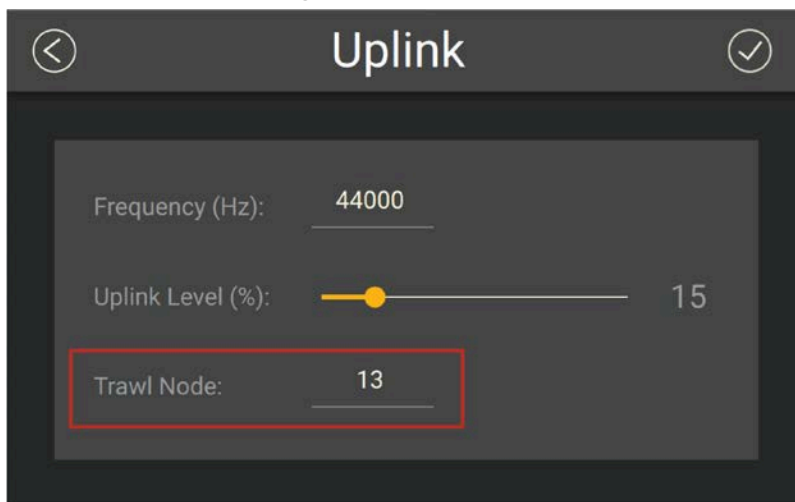 Uplink
Frequency (Hz): 44000
Uplink Level (%): 15
Trawl Node: 13